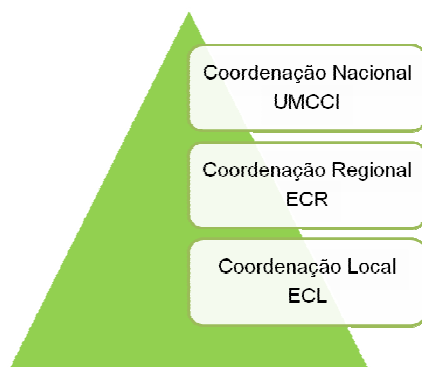 Coordenação Nacional
UMCCI
Coordenação Regional
ECR
Coordenação Local
ECL